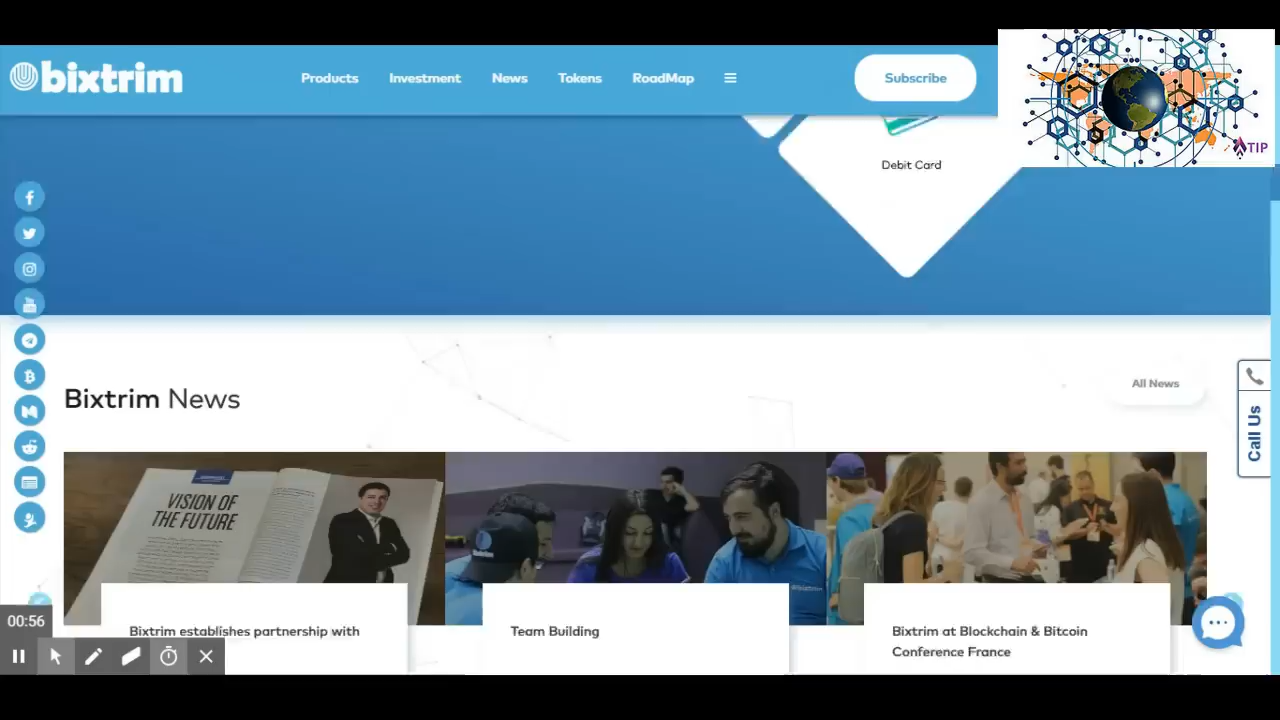 bixtrim
Products
Investment
News
Tokens
RoadMap
Subscribe
TIP
Debit Card
Call Us
Bixtrim News
All News
VISION OF
THE FUTURE
Bixtrim establishes partnership with
Team Building
Bixtrim at Blockchain & Bitcoin
Conference France
00:56